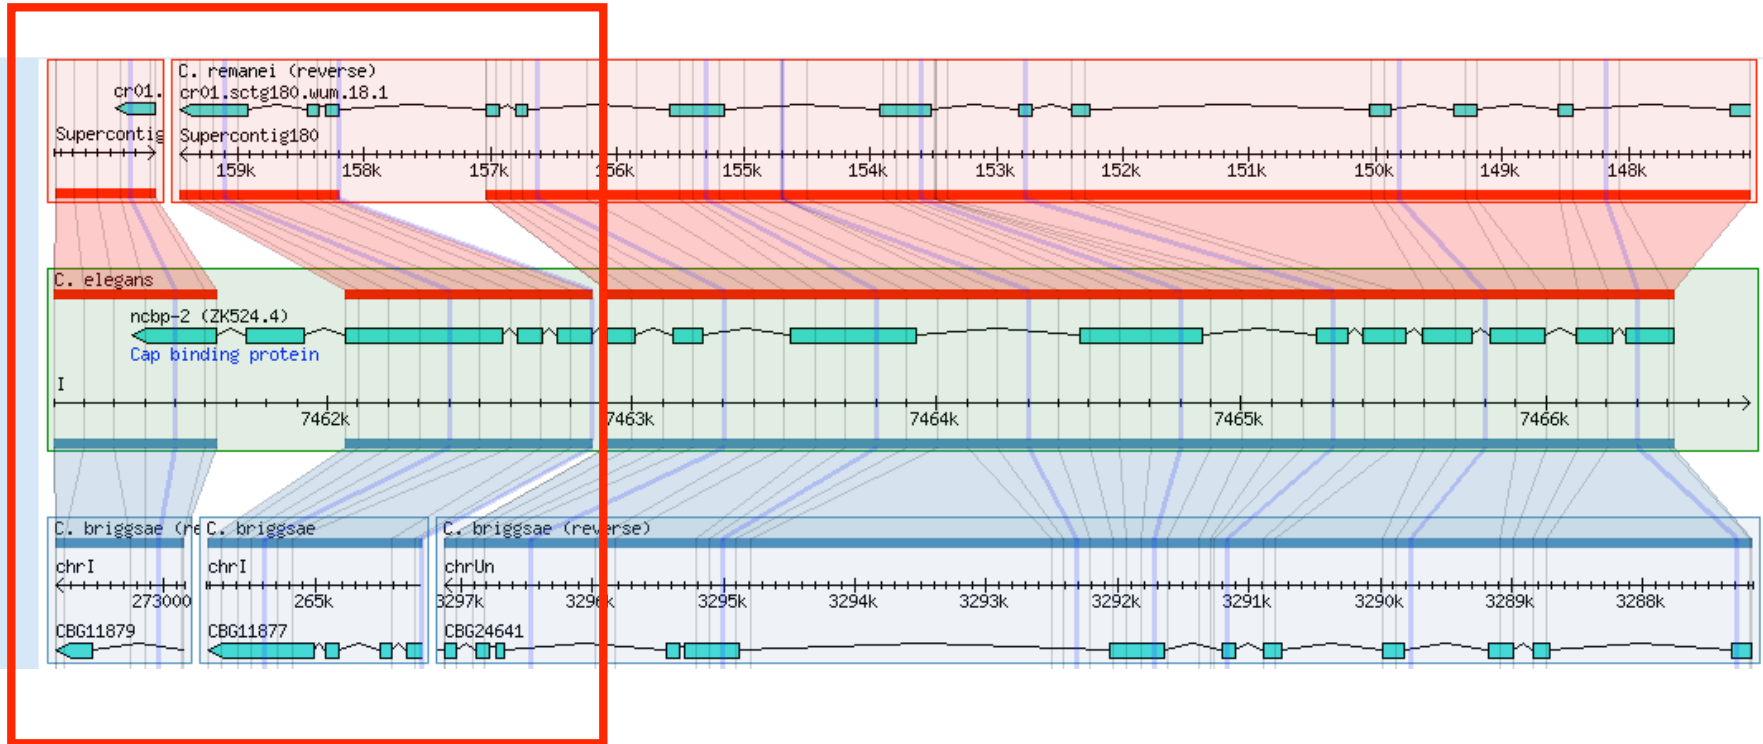 C. remanei (reverse)
cr01.
cr01.sctg180.wum.18.1
Supercontig
Supercontig180
159k
158k
157k
156k
155k
154k
153k
152k
151k
150k
149k
148k
C. elegans
ncbp-2 (ZK524.4)
Cap binding protein
I
7462k
7463k
7464k
7465k
7466k
C. briggsae (re
C. briggsae
C. briggsae (reverse)
chrI
chrI
chrUn
273000
265k
3297k
3296k
3295k
3294k
3293k
3292k
3291k
3290k
3289k
3288k
CBG11879
CBG11877
CBG24641